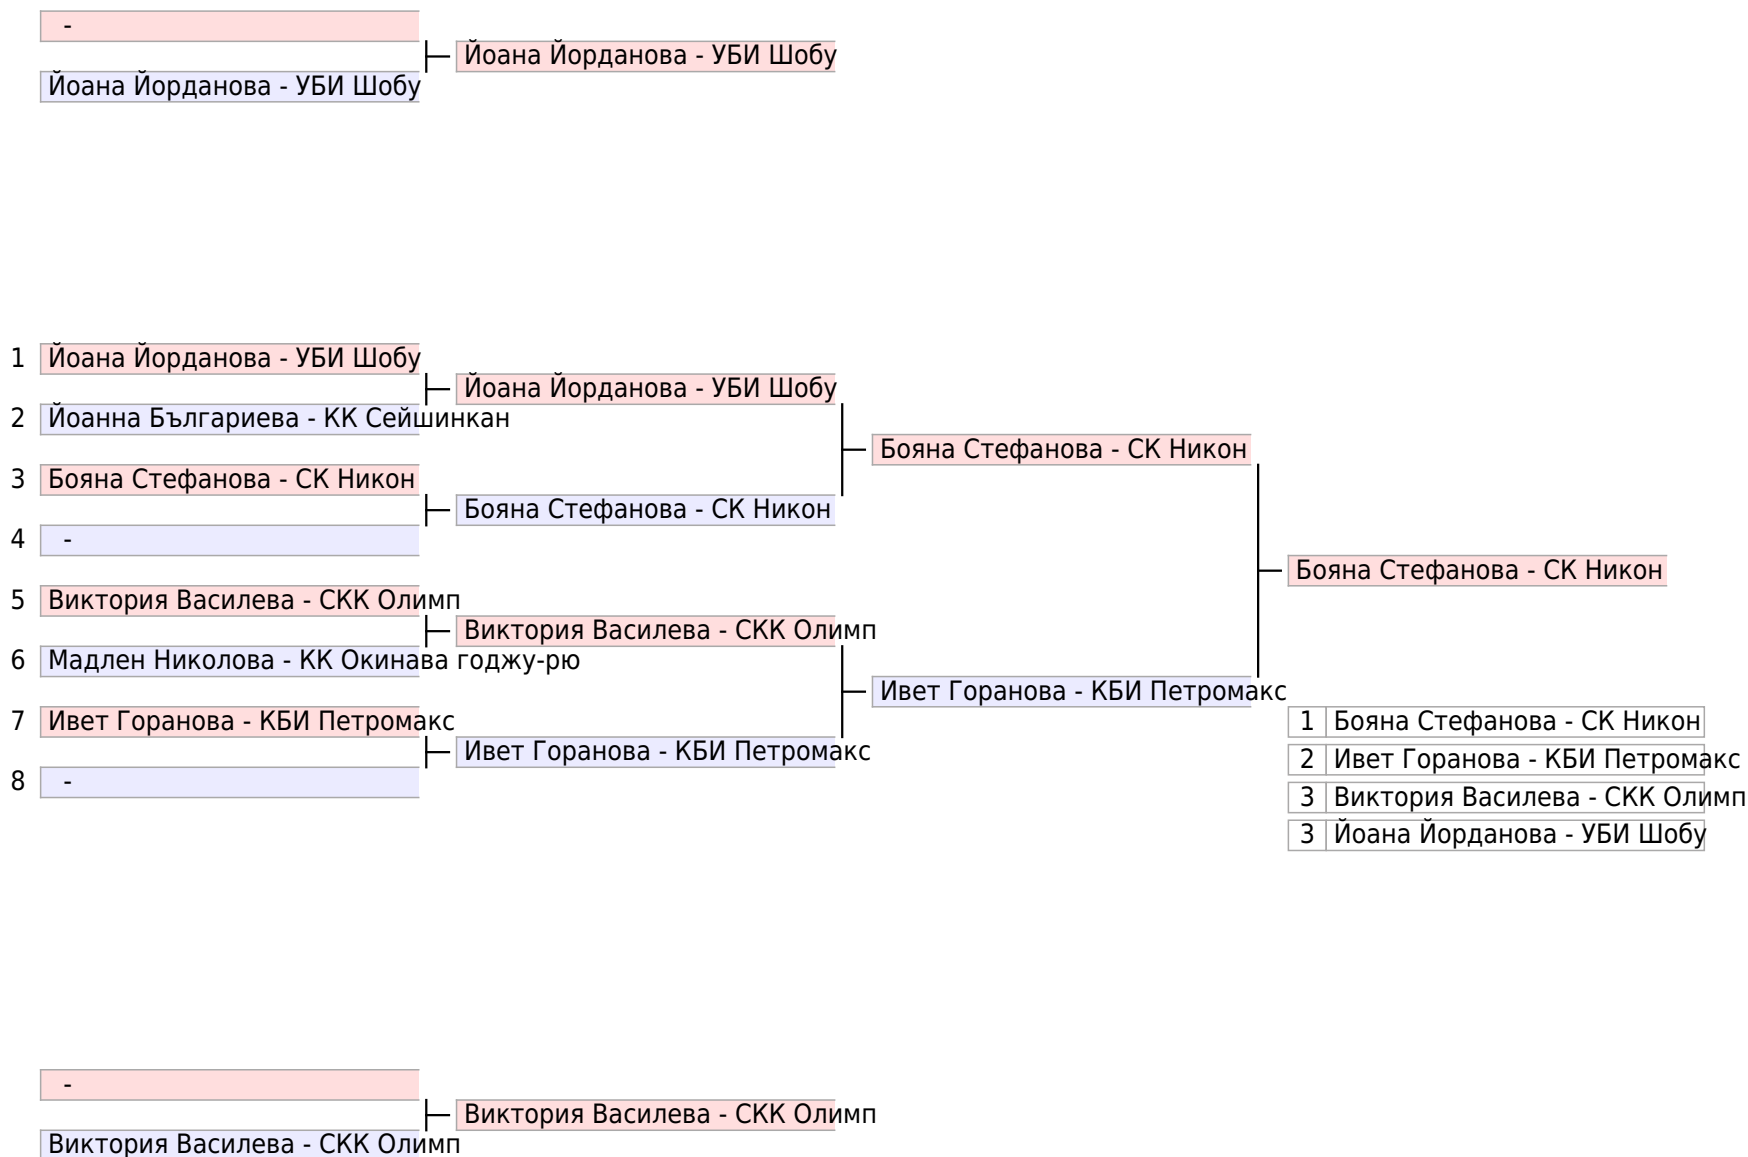 -
Йоана Йорданова - УБИ Шобу
Йоана Йорданова - УБИ Шобу
1 Йоана Йорданова - УБИ Шобу
Йоана Йорданова - УБИ Шобу
2 Йоанна Българиева - КК Сейшинкан
Бояна Стефанова - СК Никон
3 Бояна Стефанова - СК Никон
Бояна Стефанова - СК Никон
4 -
Бояна Стефанова - СК Никон
5 Виктория Василева - СКК Олимп
Виктория Василева - СКК Олимп
6 Мадлен Николова - КК Окинава годжу-рю
Ивет Горанова - КБИ Петромакс
7 Ивет Горанова - КБИ Петромакс
1 Бояна Стефанова - СК Никон
Ивет Горанова - КБИ Петромакс
2 Ивет Горанова - КБИ Петромакс
8 -
3 Виктория Василева - СКК Олимп
3 Йоана Йорданова - УБИ Шобу
-
Виктория Василева - СКК Олимп
Виктория Василева - СКК Олимп